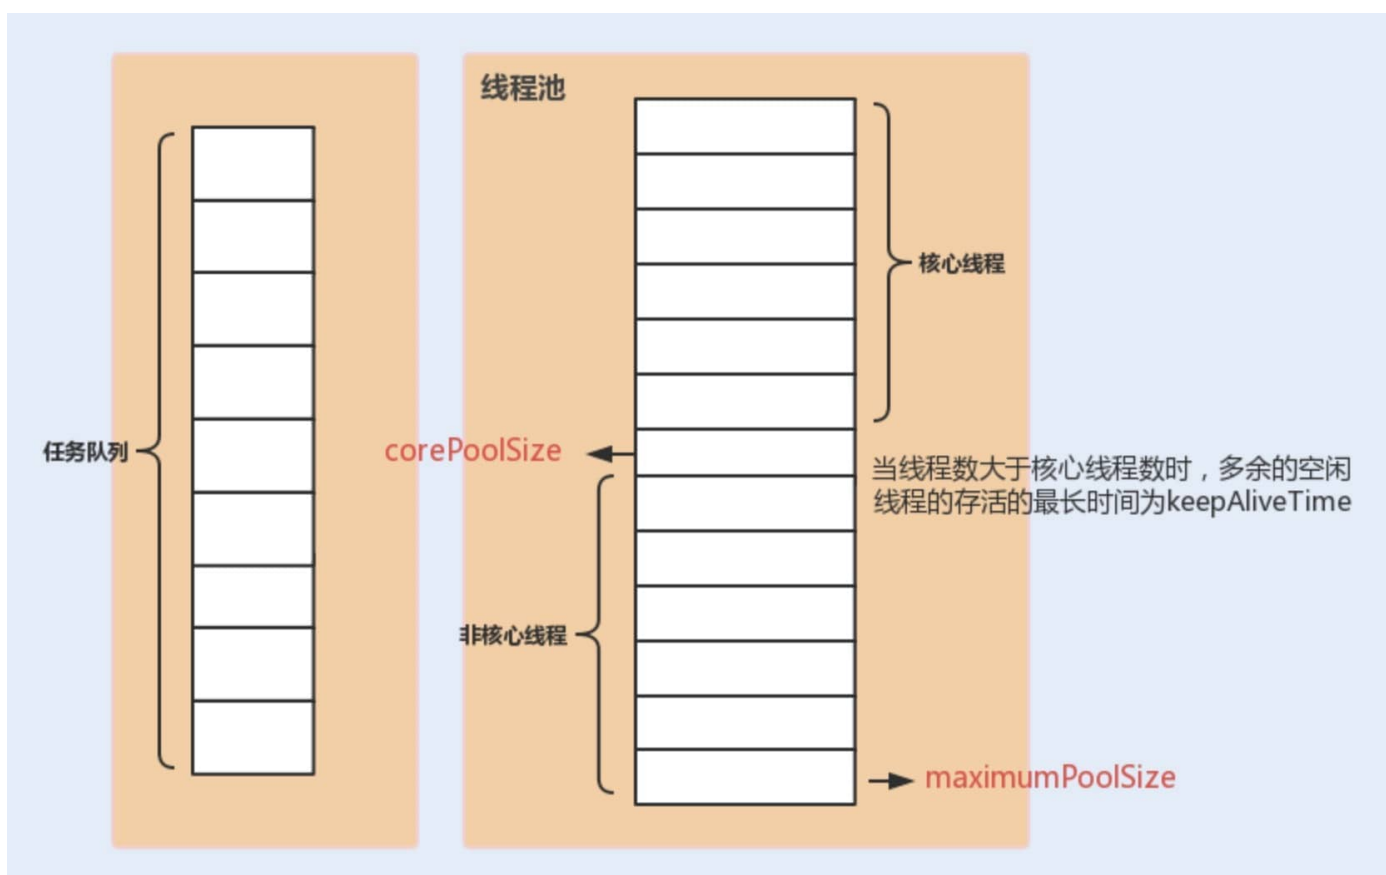 线程池
核心线程
任务队列
corePoolSize
当线程数大于核心线程数时，多余的空闲
线程的存活的最长时间为keepAliveTime
非核心线程
maximumPoolSize